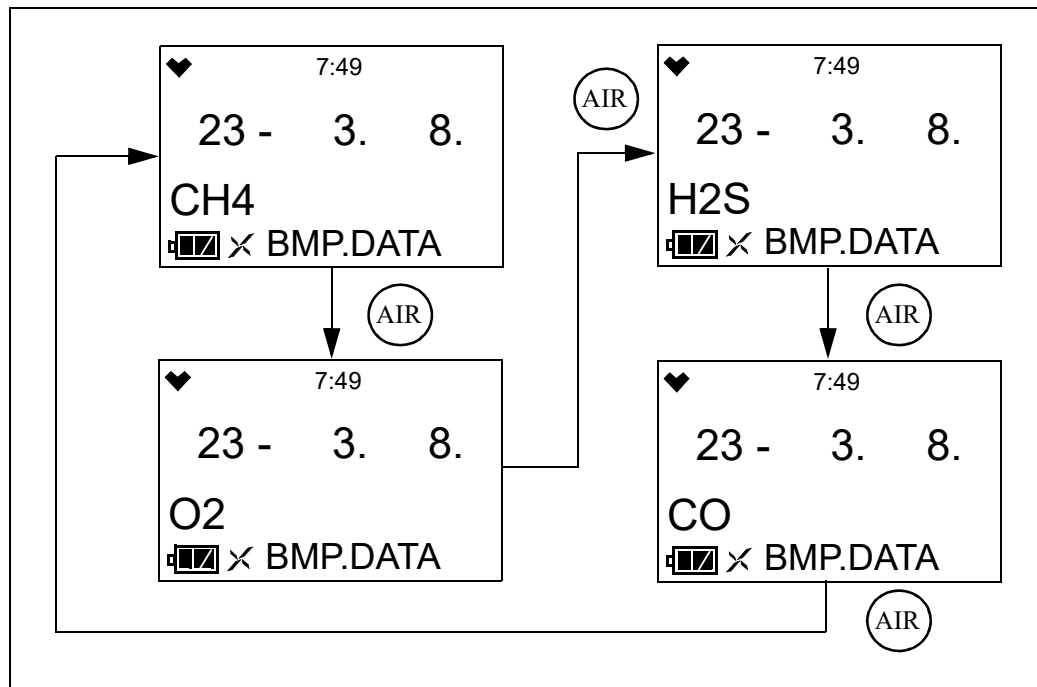 7:49
23 - 3. 8.
CH4
BMP.DATA
AIR
7:49
23 - 3. 8.
O2
BMP.DATA
AIR
7:49
23 - 3. 8.
H2S
BMP.DATA
AIR
7:49
23 - 3. 8.
CO
BMP.DATA
AIR